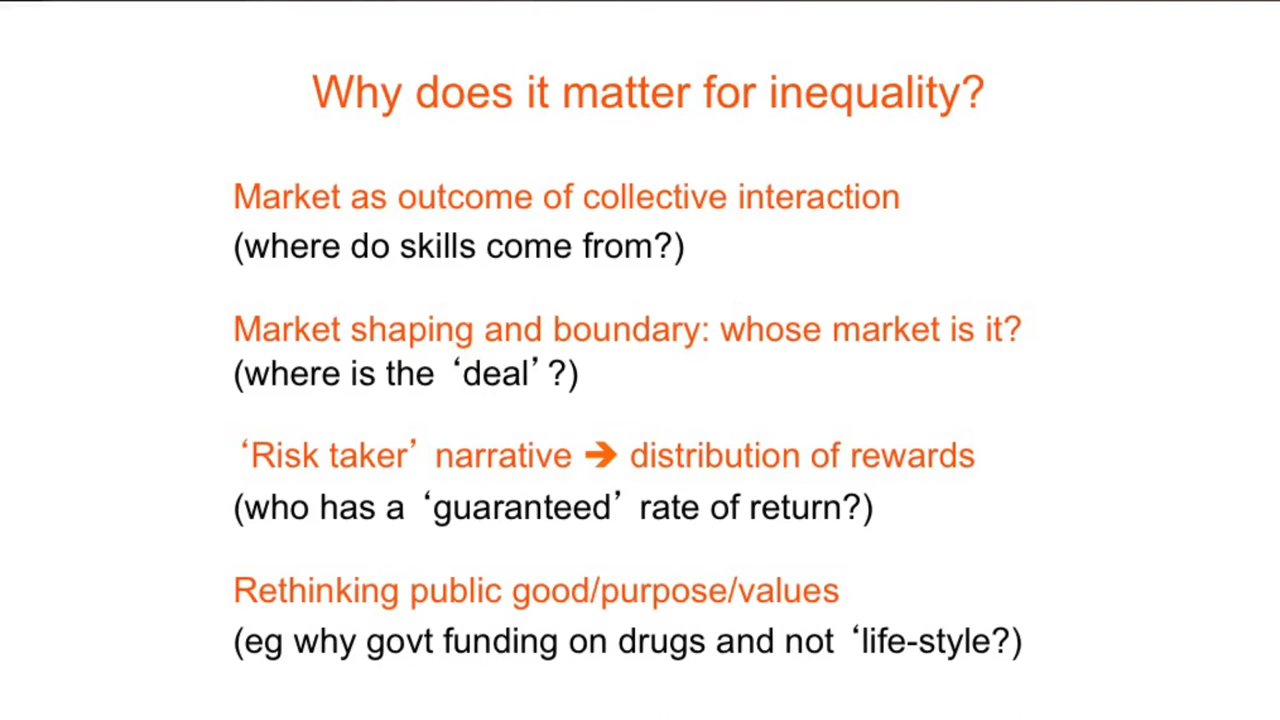 Why does it matter for inequality?
Market as outcome of collective interaction
(where do skills come from?)
Market shaping and boundary: whose market is it?
(where is the ‘deal’ ?)
‘Risk taker’ narrative ➔ distribution of rewards
(who has a ‘guaranteed’ rate of return?)
Rethinking public good/purpose/values
(eg why govt funding on drugs and not ‘life-style?)